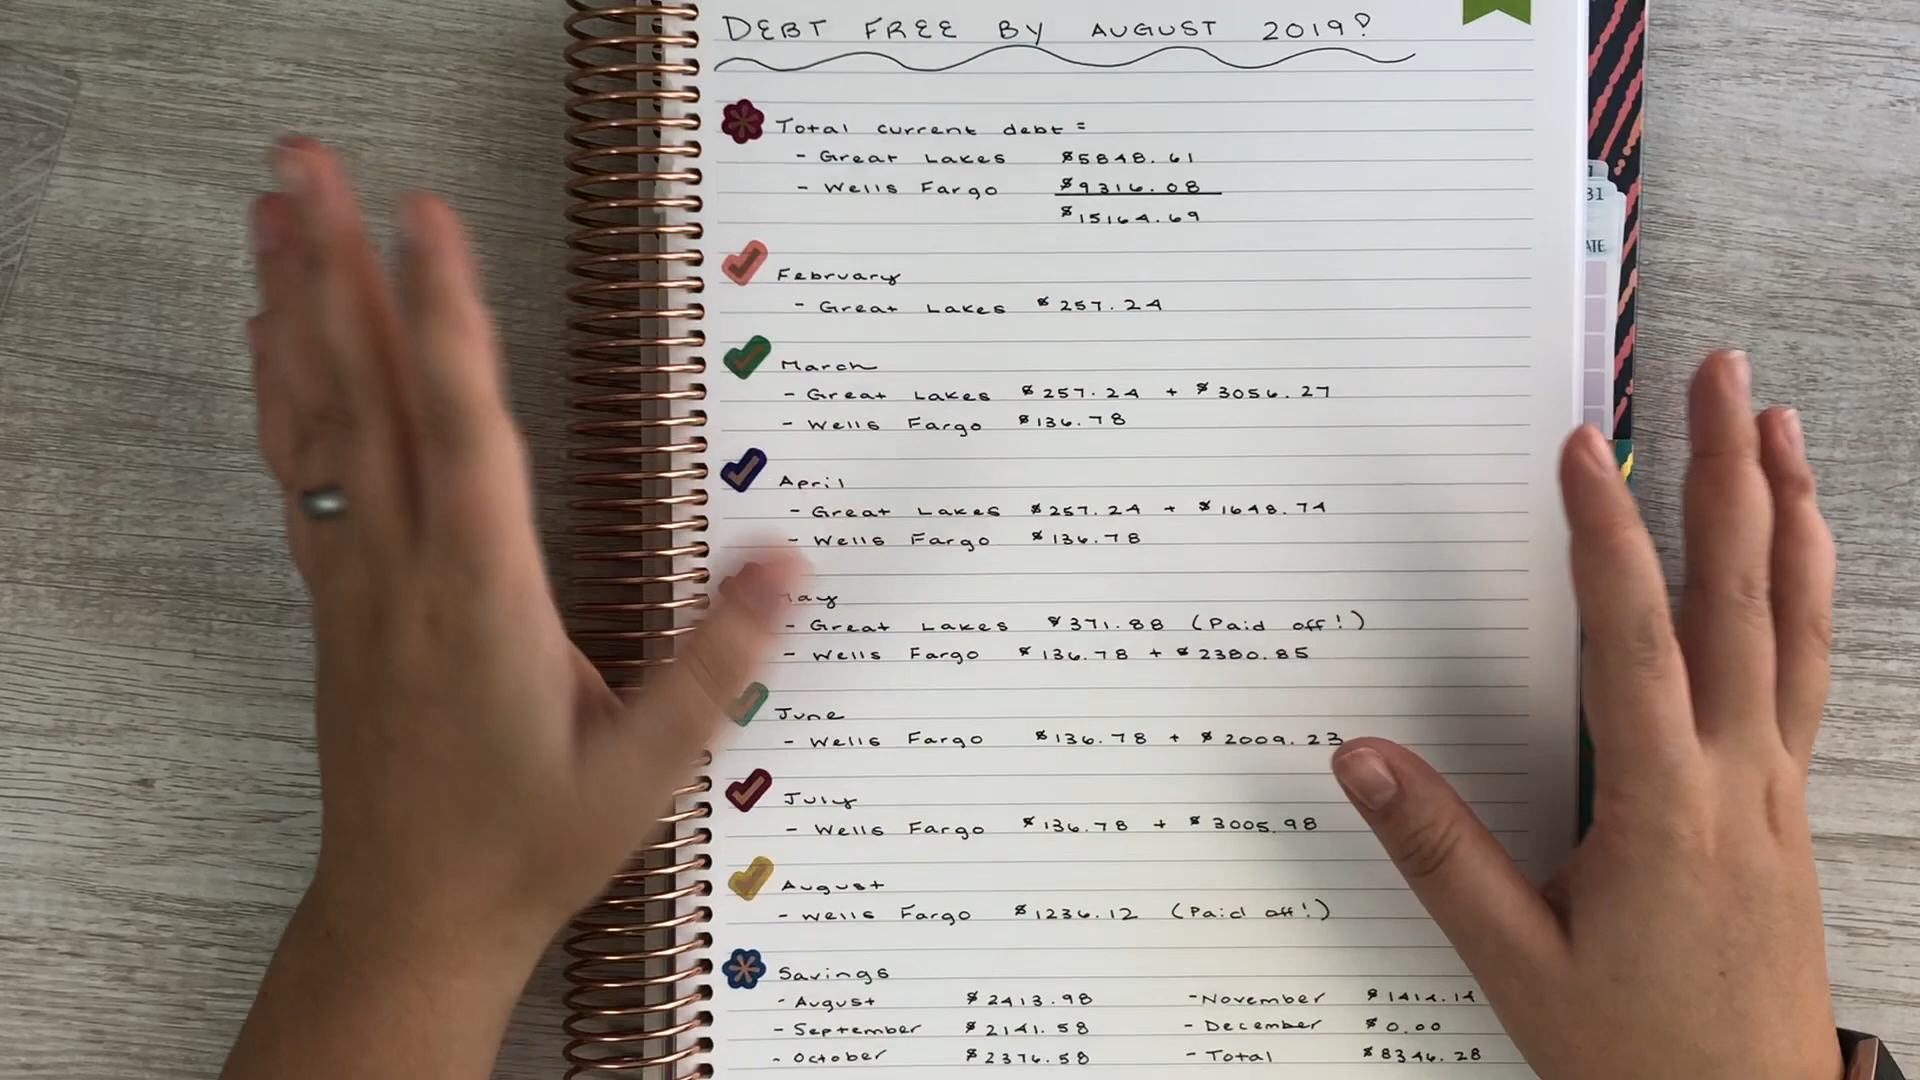 DEBT FREE BY AUGUST 2019?
Total current debt =
- Great Lakes $5848.61
- Wells Fargo $9316.08
$15164.69
February
- Great Lakes $257.24
March
- Great Lakes $257.24 + $3056.27
- Wells Fargo $136.78
April
- Great Lakes $257.24 + $1648.74
- Wells Fargo $136.78
May
- Great Lakes $371.88 (Paid off!)
- Wells Fargo $136.78 + $2380.85
June
- Wells Fargo $136.78 + $2009.23
July
- Wells Fargo $136.78 + $3005.98
August
- Wells Fargo $1236.12 (Paid off!)
Savings
- August $2413.98 - November $1414.14
- September $2141.58 - December $0.00
- October $2376.58 - Total $8346.28
31